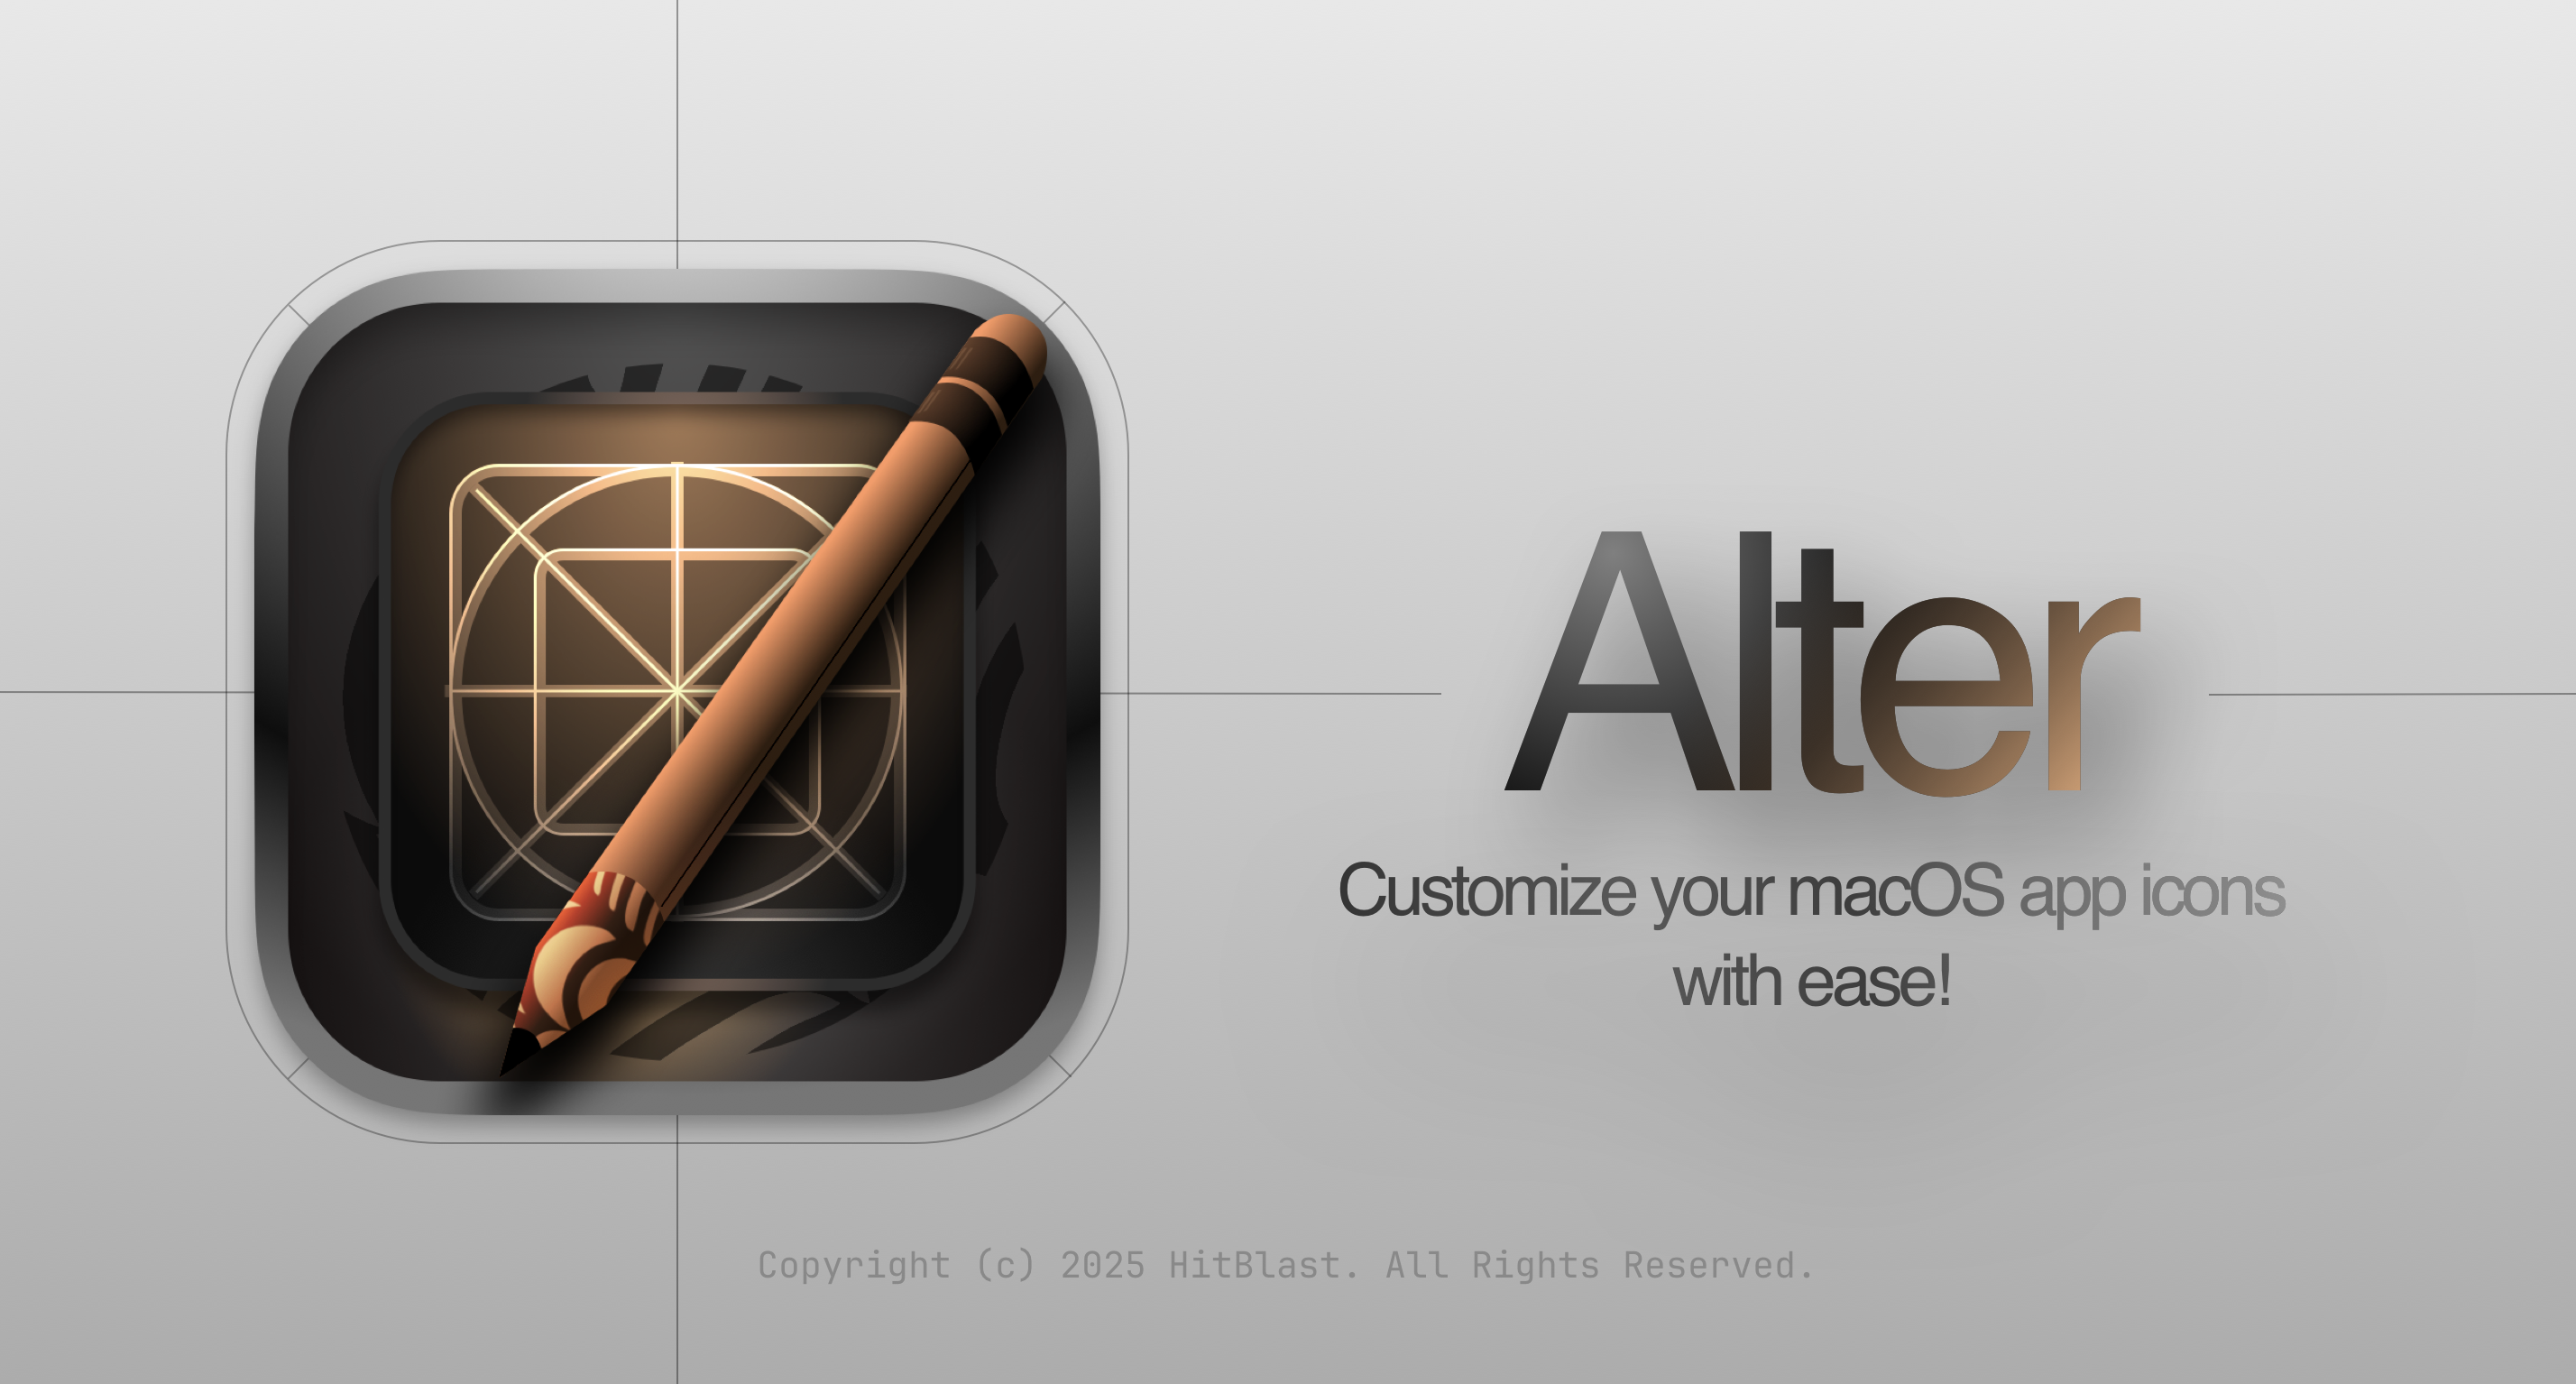 Alter
Customize your macOS app icons
with ease!
Copyright (c) 2025 HitBlast. All Rights Reserved.